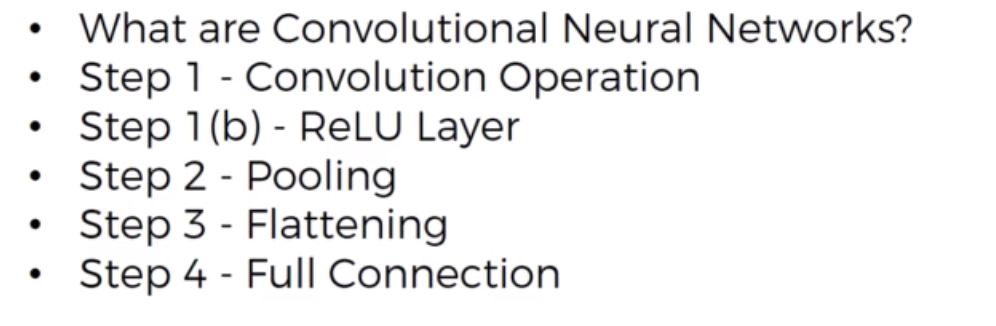 • What are Convolutional Neural Networks?
• Step 1 - Convolution Operation
• Step 1(b) - ReLU Layer
• Step 2 - Pooling
• Step 3 - Flattening
• Step 4 - Full Connection